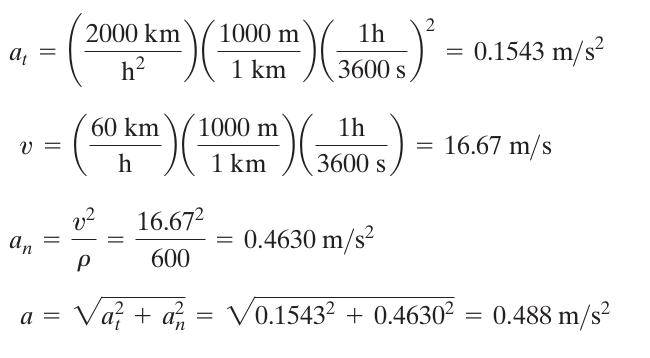 a_t = (2000 km / h²)(1000 m / 1 km)(1h / 3600 s)² = 0.1543 m/s²
v = (60 km / h)(1000 m / 1 km)(1h / 3600 s) = 16.67 m/s
a_n = v² / ρ = 16.67² / 600 = 0.4630 m/s²
a = √(a_t² + a_n²) = √(0.1543² + 0.4630²) = 0.488 m/s²